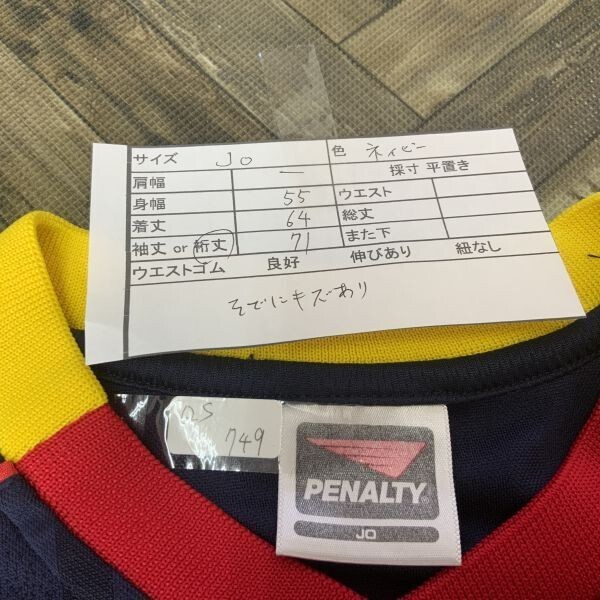 サイズ JO 色 ネイビー
肩幅 — 採寸 平置き
身幅 55 ウエスト
着丈 64 総丈
袖丈 or 裄丈 71 また下
ウエストゴム 良好 伸びあり 紐なし
そでにキズあり
ns
749
PENALTY
JO